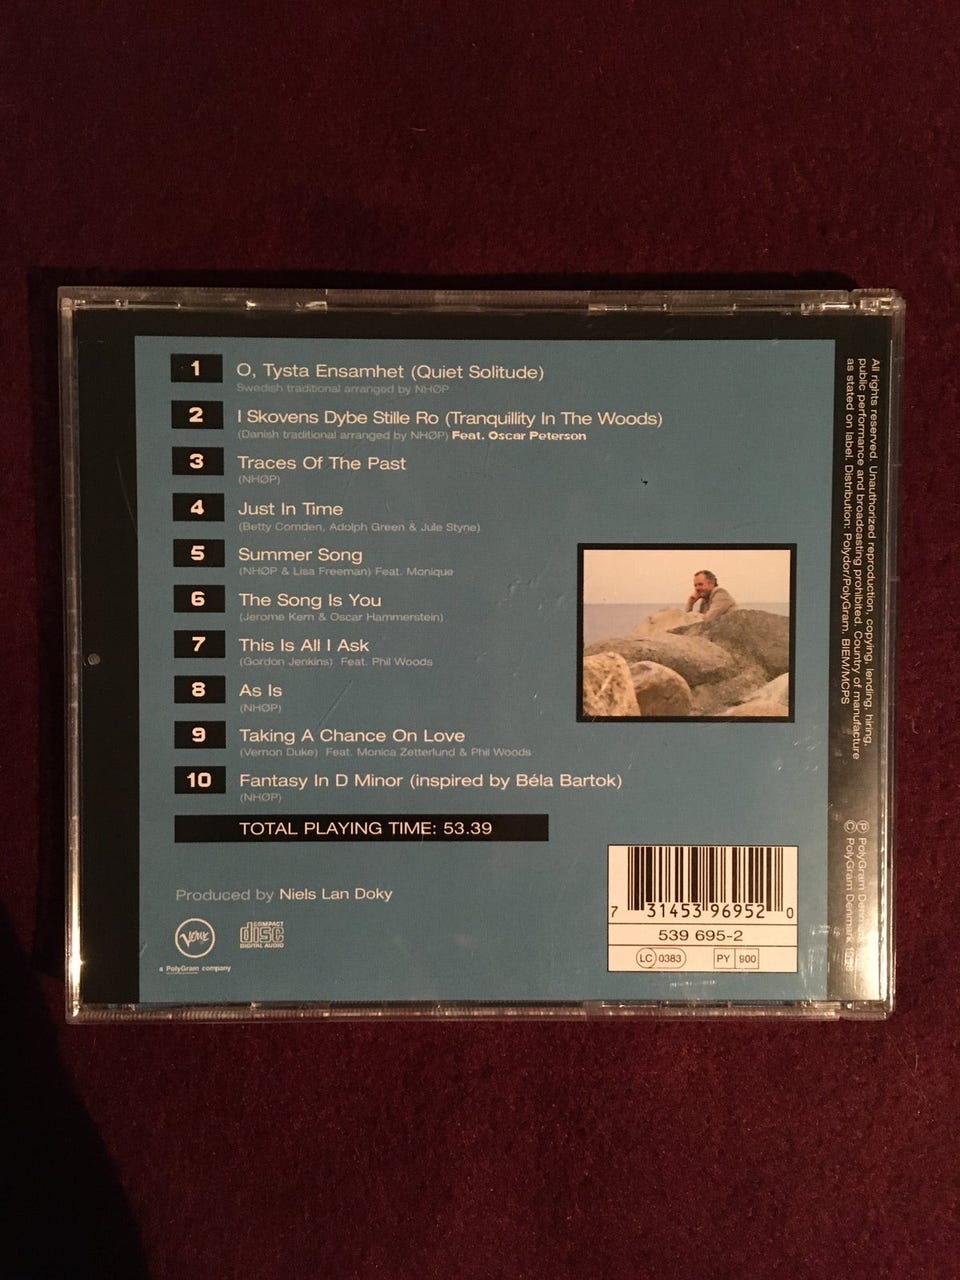 1 O, Tysta Ensamhet (Quiet Solitude)
Swedish traditional arranged by NHØP
2 I Skovens Dybe Stille Ro (Tranquillity In The Woods)
(Danish traditional arranged by NHØP) Feat. Oscar Peterson
3 Traces Of The Past
(NHØP)
4 Just In Time
(Betty Comden, Adolph Green & Jule Styne)
5 Summer Song
(NHØP & Lisa Freeman) Feat. Monique
6 The Song Is You
(Jerome Kern & Oscar Hammerstein)
7 This Is All I Ask
(Gordon Jenkins) Feat. Phil Woods
8 As Is
(NHØP)
9 Taking A Chance On Love
(Vernon Duke) Feat. Monica Zetterlund & Phil Woods
10 Fantasy In D Minor (inspired by Béla Bartok)
(NHØP)
TOTAL PLAYING TIME: 53.39
Produced by Niels Lan Doky
Verve
a PolyGram company
COMPACT
disc
DIGITAL AUDIO
7 31453 96952 0
539 695-2
LC 0383 PY 900
All rights reserved. Unauthorized reproduction, copying, lending, hiring,
public performance and broadcasting prohibited. Country of manufacture
as stated on label. Distribution: Polydor/PolyGram. BIEM/MCPS
Ⓟ PolyGram
© PolyGram Denmark